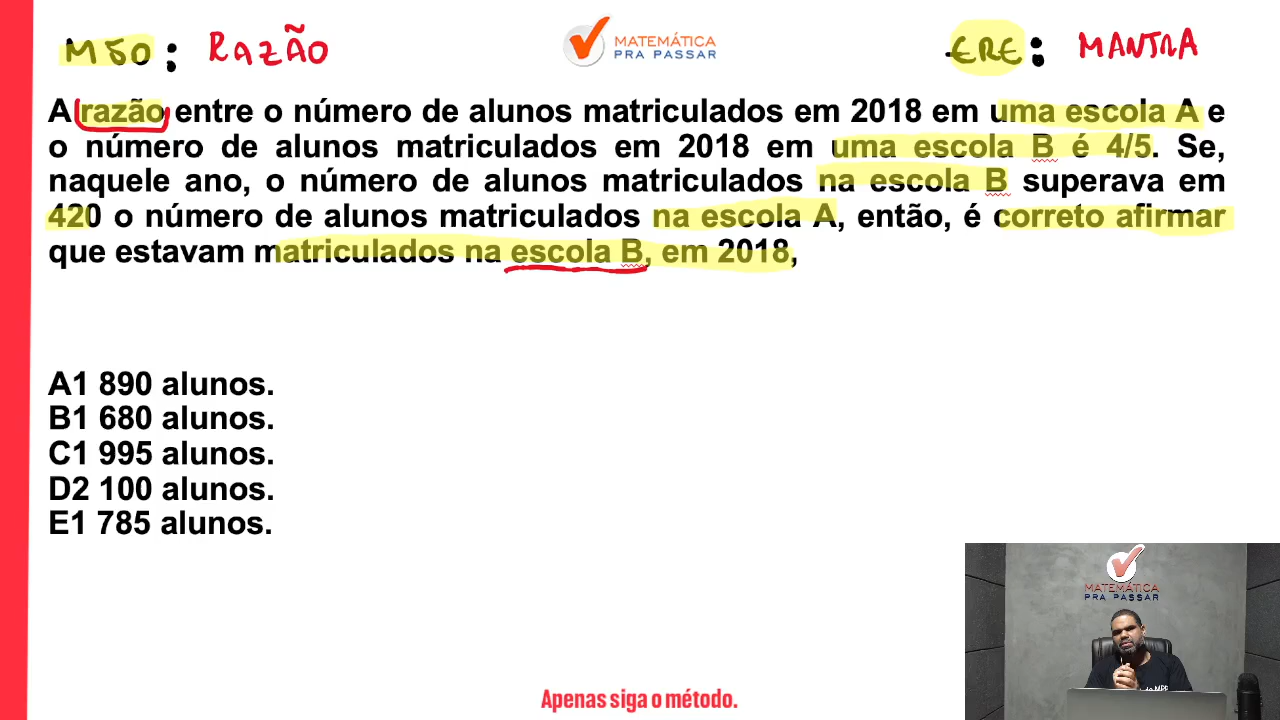 M50: RAZÃO
MATEMÁTICA
PRA PASSAR
ERE: MANTRA
A razão entre o número de alunos matriculados em 2018 em uma escola A e
o número de alunos matriculados em 2018 em uma escola B é 4/5. Se,
naquele ano, o número de alunos matriculados na escola B superava em
420 o número de alunos matriculados na escola A, então, é correto afirmar
que estavam matriculados na escola B, em 2018,
A1 890 alunos.
B1 680 alunos.
C1 995 alunos.
D2 100 alunos.
E1 785 alunos.
MATEMÁTICA
PRA PASSAR
Apenas siga o método.